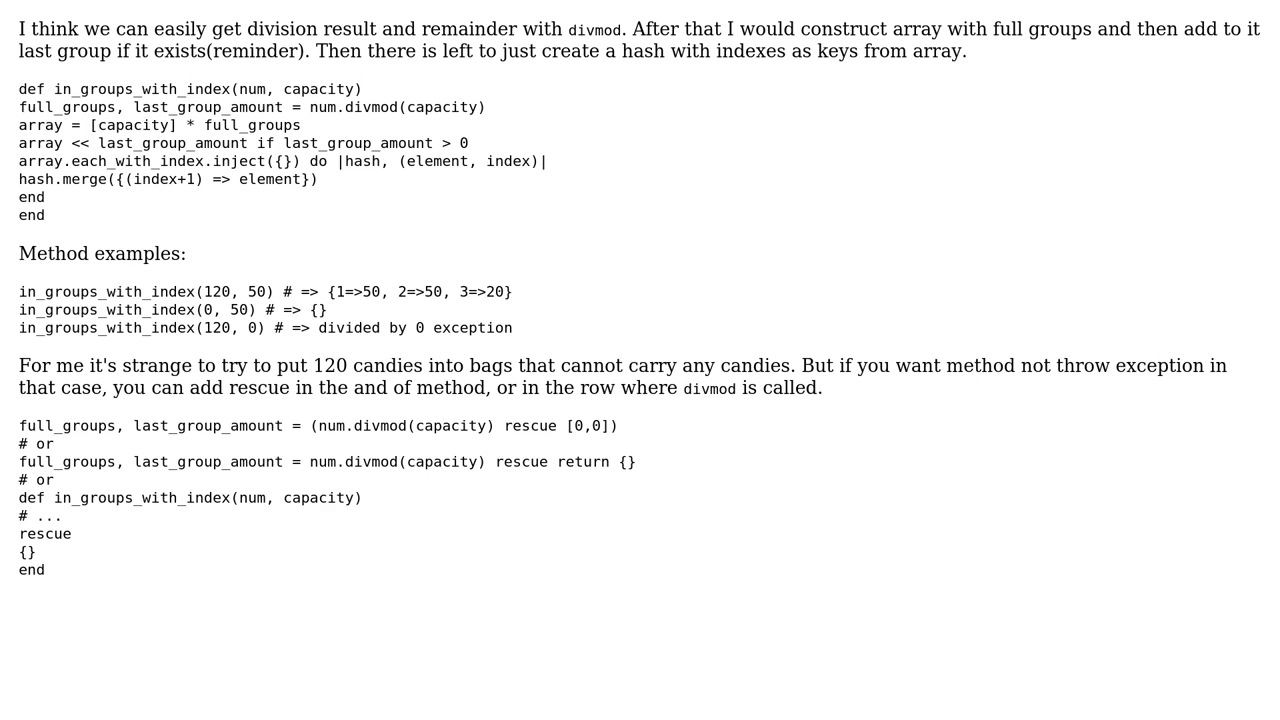 I think we can easily get division result and remainder with divmod. After that I would construct array with full groups and then add to it
last group if it exists(reminder). Then there is left to just create a hash with indexes as keys from array.
def in_groups_with_index(num, capacity)
full_groups, last_group_amount = num.divmod(capacity)
array = [capacity] * full_groups
array << last_group_amount if last_group_amount > 0
array.each_with_index.inject({}) do |hash, (element, index)|
hash.merge({(index+1) => element})
end
end
Method examples:
in_groups_with_index(120, 50) # => {1=>50, 2=>50, 3=>20}
in_groups_with_index(0, 50) # => {}
in_groups_with_index(120, 0) # => divided by 0 exception
For me it's strange to try to put 120 candies into bags that cannot carry any candies. But if you want method not throw exception in
that case, you can add rescue in the and of method, or in the row where divmod is called.
full_groups, last_group_amount = (num.divmod(capacity) rescue [0,0])
# or
full_groups, last_group_amount = num.divmod(capacity) rescue return {}
# or
def in_groups_with_index(num, capacity)
# ...
rescue
{}
end